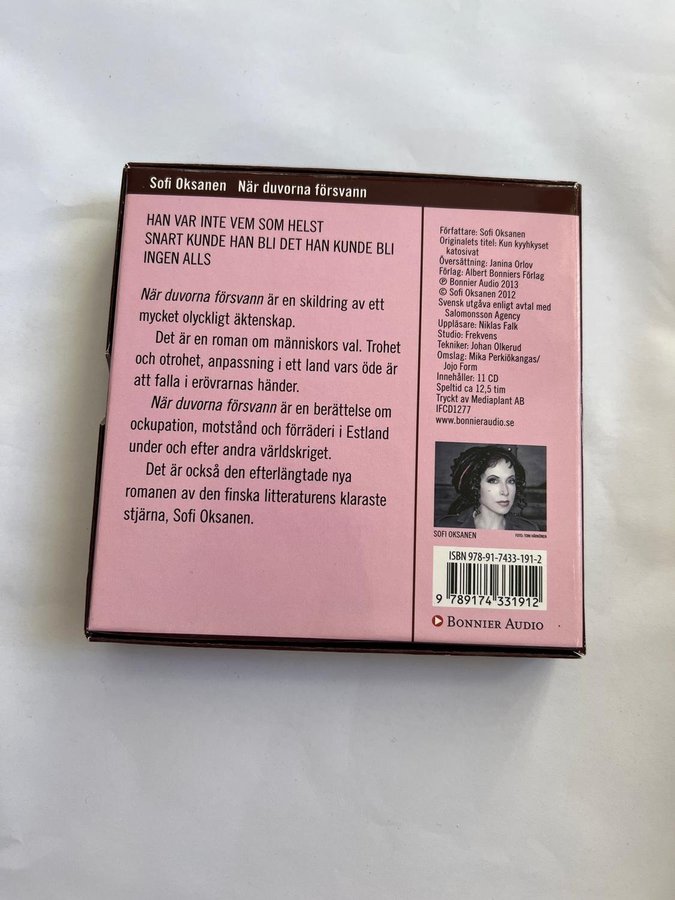 Sofi Oksanen När duvorna försvann
HAN VAR INTE VEM SOM HELST
SNART KUNDE HAN BLI DET HAN KUNDE BLI
INGEN ALLS
När duvorna försvann är en skildring av ett
mycket olyckligt äktenskap.
Det är en roman om människors val. Trohet
och otrohet, anpassning i ett land vars öde är
att falla i erövrarnas händer.
När duvorna försvann är en berättelse om
ockupation, motstånd och förräderi i Estland
under och efter andra världskriget.
Det är också den efterlängtade nya
romanen av den finska litteraturens klaraste
stjärna, Sofi Oksanen.
Författare: Sofi Oksanen
Originalets titel: Kun kyyhkyset
katosivat
Översättning: Janina Orlov
Förlag: Albert Bonniers Förlag
℗ Bonnier Audio 2013
© Sofi Oksanen 2012
Svensk utgåva enligt avtal med
Salomonsson Agency
Uppläsare: Niklas Falk
Studio: Frekvens
Tekniker: Johan Olkerud
Omslag: Mika Perkiökangas/
Jojo Form
Innehåller: 11 CD
Speltid ca 12,5 tim
Tryckt av Mediaplant AB
IFCD1277
www.bonnieraudio.se
SOFI OKSANEN
FOTO: TONI HÄRKÖNEN
ISBN 978-91-7433-191-2
9 789174 331912
BONNIER AUDIO